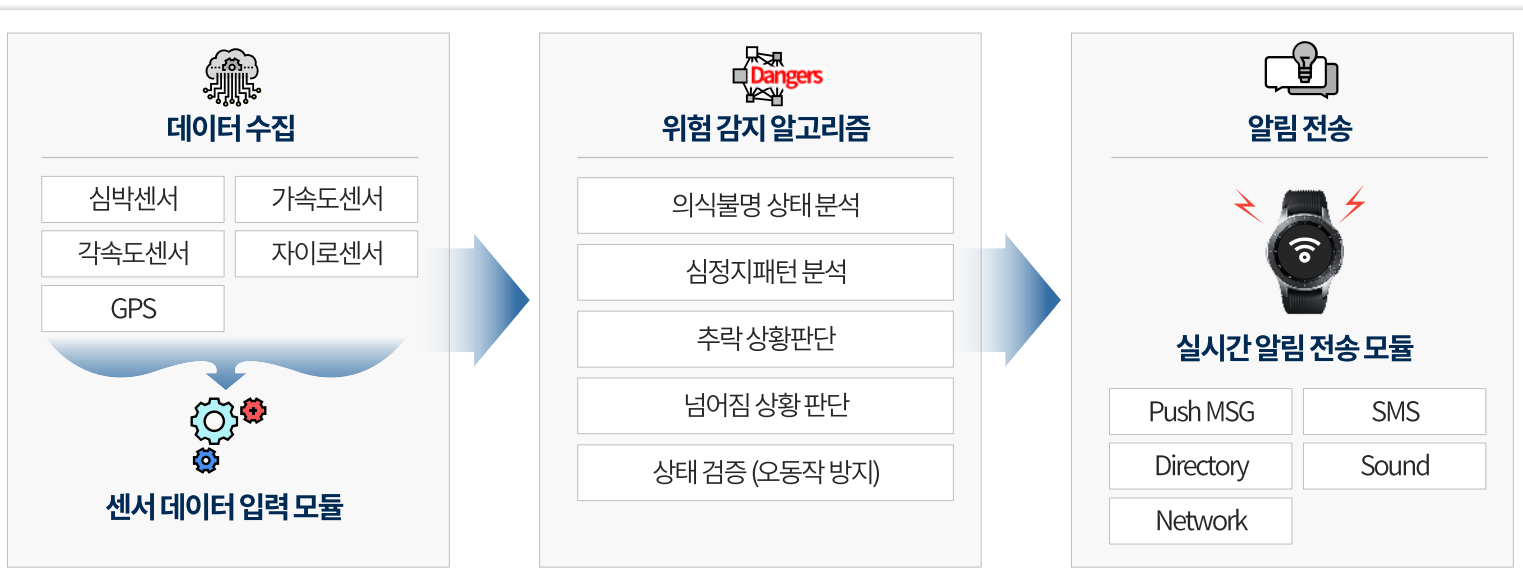 데이터 수집
심박센서
가속도센서
각속도센서
자이로센서
GPS
센서 데이터 입력 모듈
Dangers
위험 감지 알고리즘
의식불명 상태 분석
심정지패턴 분석
추락 상황판단
넘어짐 상황 판단
상태 검증 (오동작 방지)
알림 전송
실시간 알림 전송 모듈
Push MSG
SMS
Directory
Sound
Network